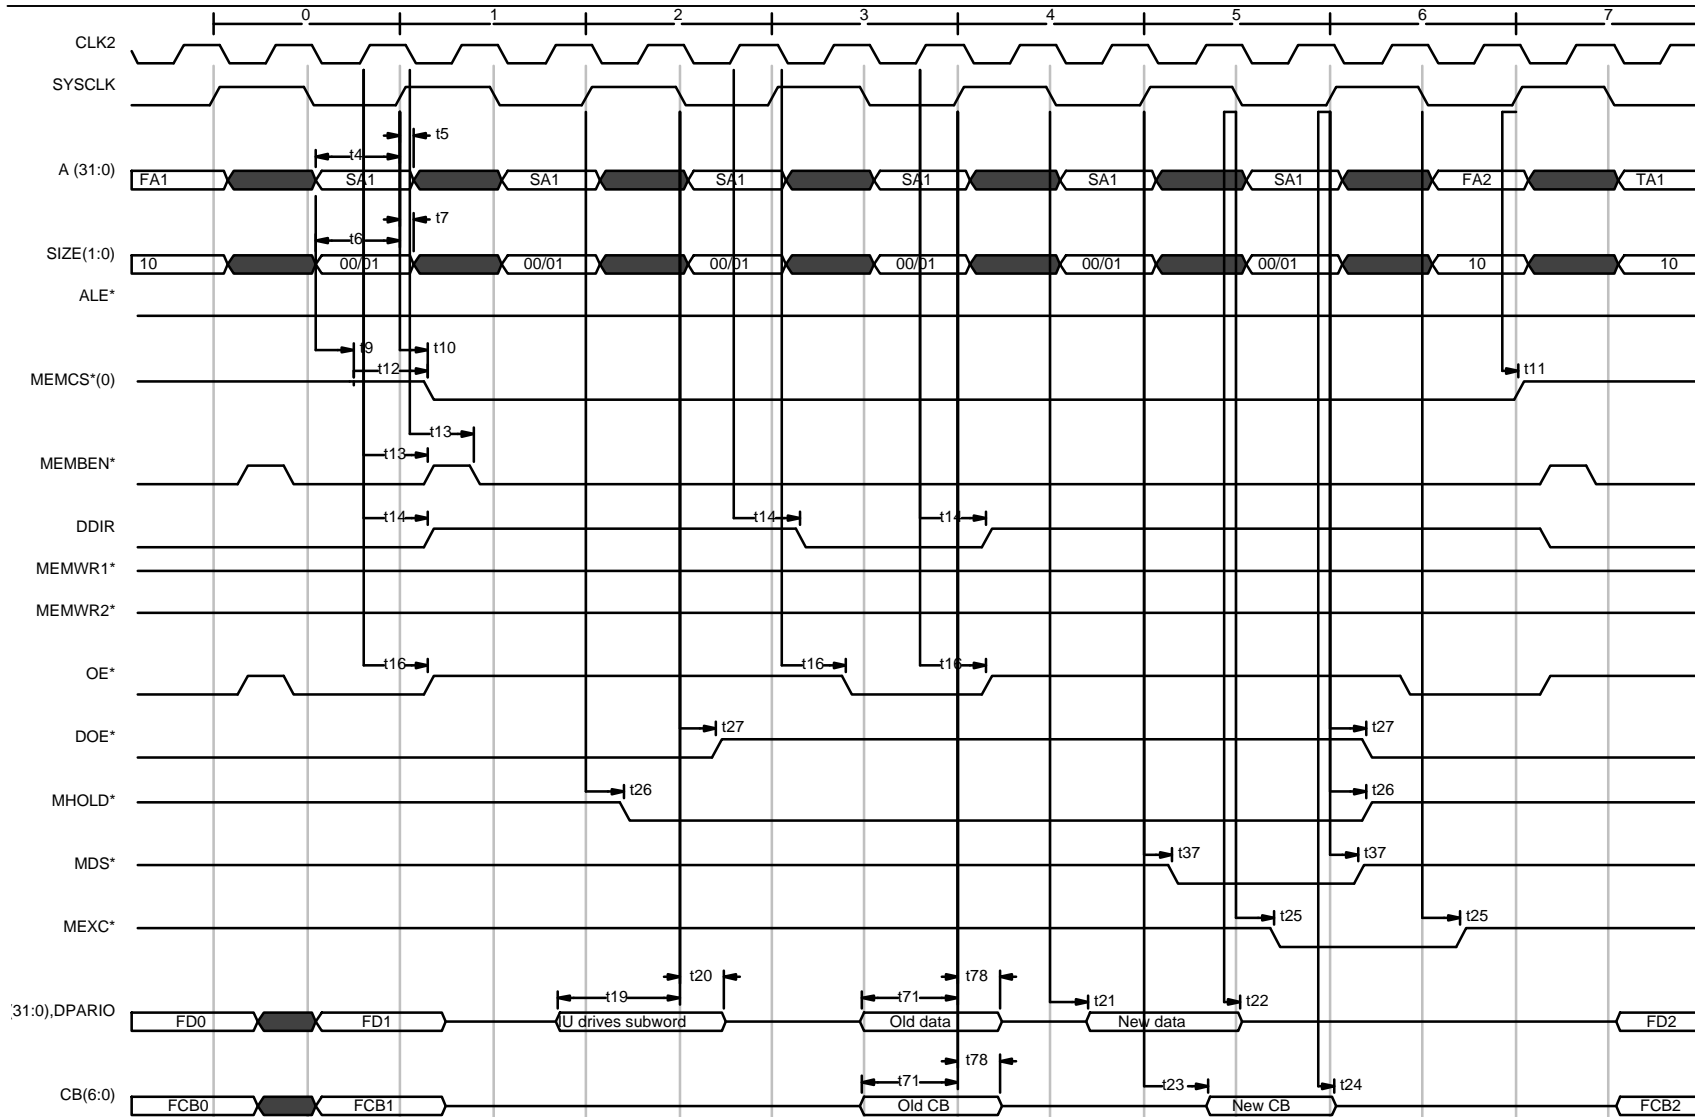 0 1 2 3 4 5 6 7
CLK2
SYSCLK
t5
t4
A (31:0) FA1 SA1 SA1 SA1 SA1 SA1 SA1 FA2 TA1
t7
t6
SIZE(1:0) 10 00/01 00/01 00/01 00/01 00/01 00/01 10 10
ALE*
t9 t10
t12 t11
MEMCS*(0)
t13
t13
MEMBEN*
t14 t14 t14
DDIR
MEMWR1*
MEMWR2*
t16 t16 t16
OE*
t27 t27
DOE*
t26 t26
MHOLD*
t37 t37
MDS*
t25 t25
MEXC*
t20 t78
t19 t71 t21 t22
31:0),DPARIO FD0 FD1 IU drives subword Old data New data FD2
t78
t71 t23 t24
CB(6:0) FCB0 FCB1 Old CB New CB FCB2